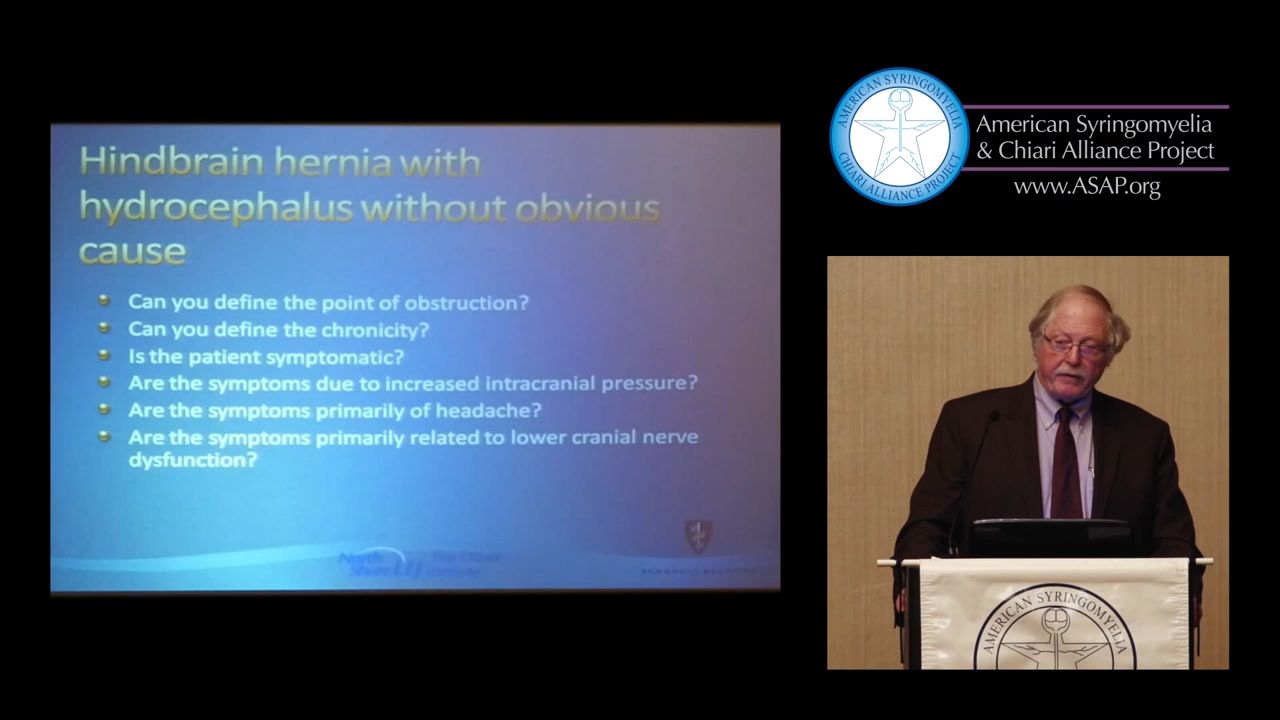 Hindbrain hernia with
hydrocephalus without obvious
cause
Can you define the point of obstruction?
Can you define the chronicity?
Is the patient symptomatic?
Are the symptoms due to increased intracranial pressure?
Are the symptoms primarily of headache?
Are the symptoms primarily related to lower cranial nerve
dysfunction?
North
Shore LIJ
AMERICAN SYRINGOMYELIA
CHIARI ALLIANCE PROJECT
American Syringomyelia
& Chiari Alliance Project
www.ASAP.org
AMERICAN SYRINGOMYELIA